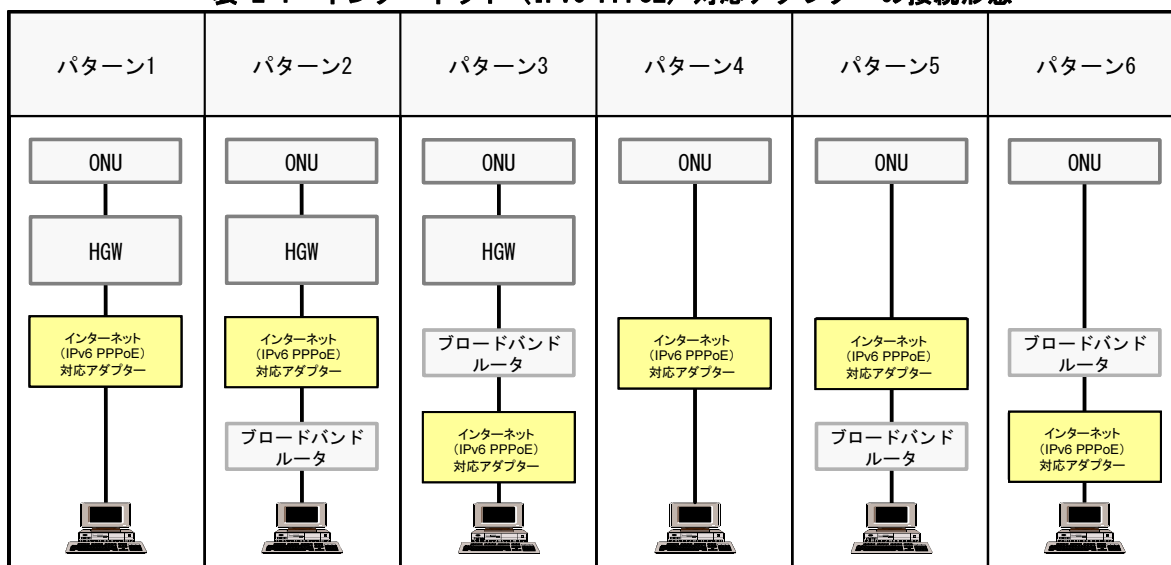 パターン1
パターン2
パターン3
パターン4
パターン5
パターン6
ONU
HGW
インターネット
(IPv6 PPPoE)
対応アダプター
ONU
HGW
インターネット
(IPv6 PPPoE)
対応アダプター
ブロードバンド
ルータ
ONU
HGW
ブロードバンド
ルータ
インターネット
(IPv6 PPPoE)
対応アダプター
ONU
インターネット
(IPv6 PPPoE)
対応アダプター
ONU
インターネット
(IPv6 PPPoE)
対応アダプター
ブロードバンド
ルータ
ONU
ブロードバンド
ルータ
インターネット
(IPv6 PPPoE)
対応アダプター